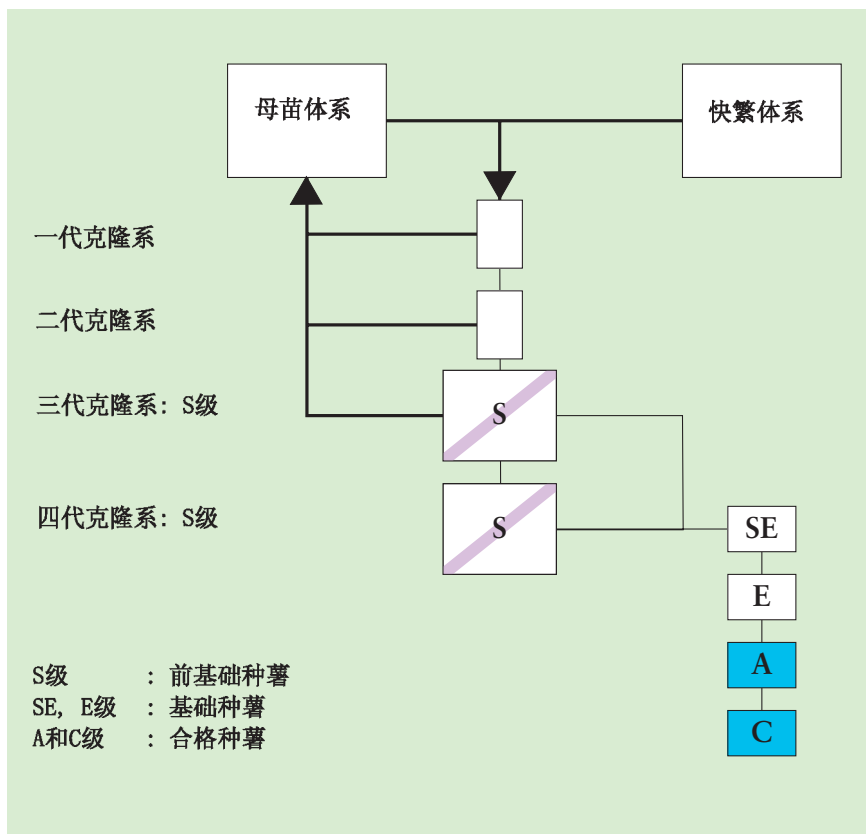 母苗体系
快繁体系
一代克隆系
二代克隆系
三代克隆系: S级
S
四代克隆系: S级
S
SE
E
A
C
S级 : 前基础种薯
SE, E级 : 基础种薯
A和C级 : 合格种薯